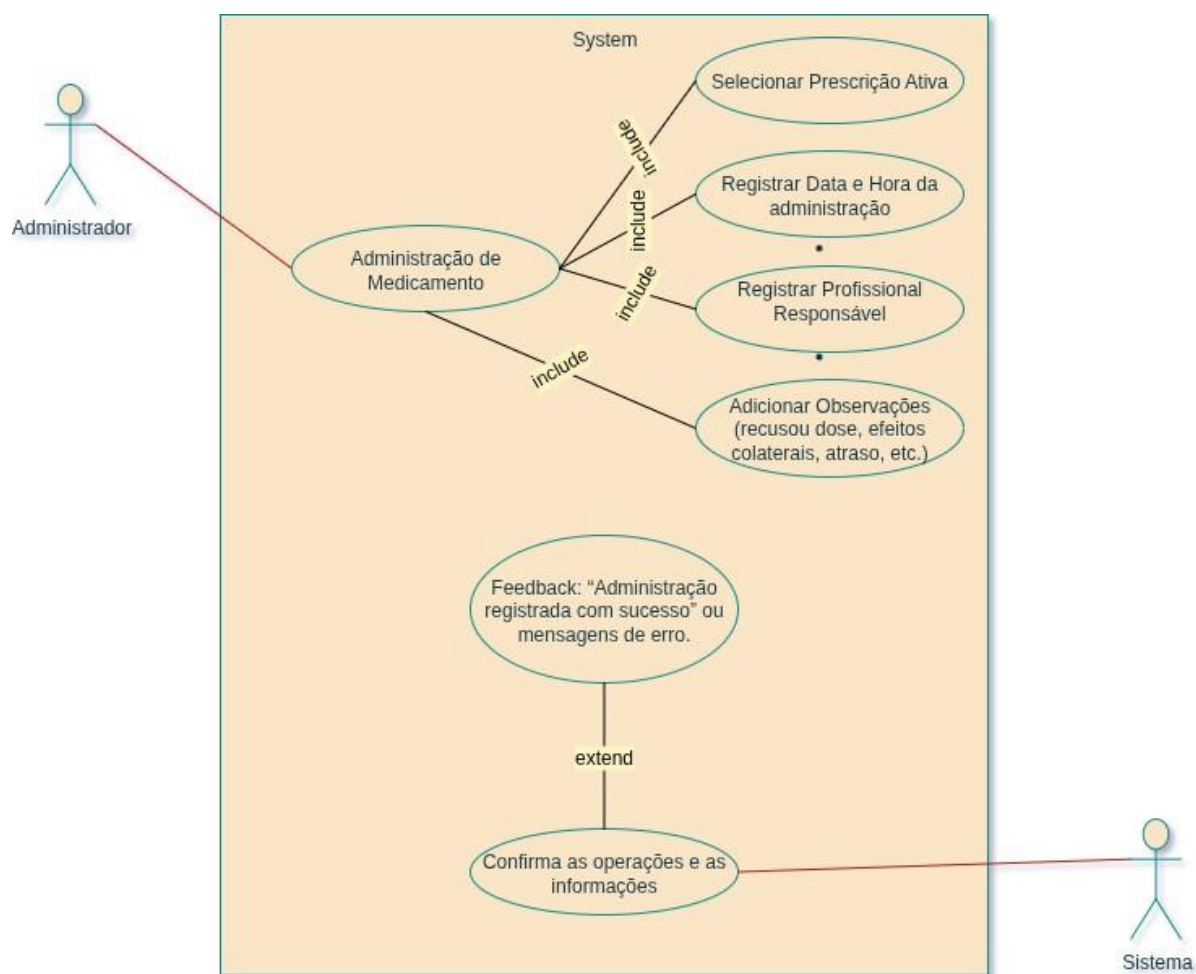 System
Administrador
Selecionar Prescrição Ativa
include
Registrar Data e Hora da
administração
include
Administração de
Medicamento
include
Registrar Profissional
Responsável
include
Adicionar Observações
(recusou dose, efeitos
colaterais, atraso, etc.)
Feedback: “Administração
registrada com sucesso” ou
mensagens de erro.
extend
Confirma as operações e as
informações
Sistema